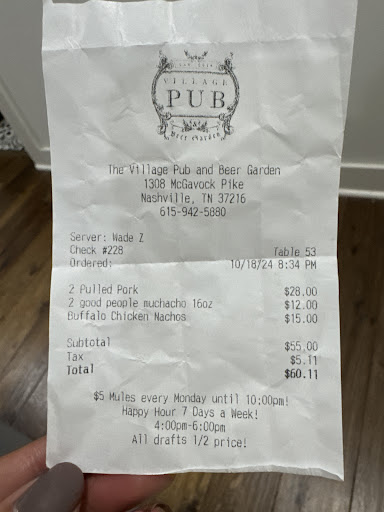 VILLAGE
PUB
&
Beer Garden
The Village Pub and Beer Garden
1308 McGavock Pike
Nashville, TN 37216
615-942-5880
Server: Wade Z
Check #228 Table 53
Ordered: 10/18/24 8:34 PM
2 Pulled Pork $28.00
2 good people muchacho 16oz $12.00
Buffalo Chicken Nachos $15.00
Subtotal $55.00
Tax $5.11
Total $60.11
$5 Mules every Monday until 10:00pm!
Happy Hour 7 Days a Week!
4:00pm-6:00pm
All drafts 1/2 price!